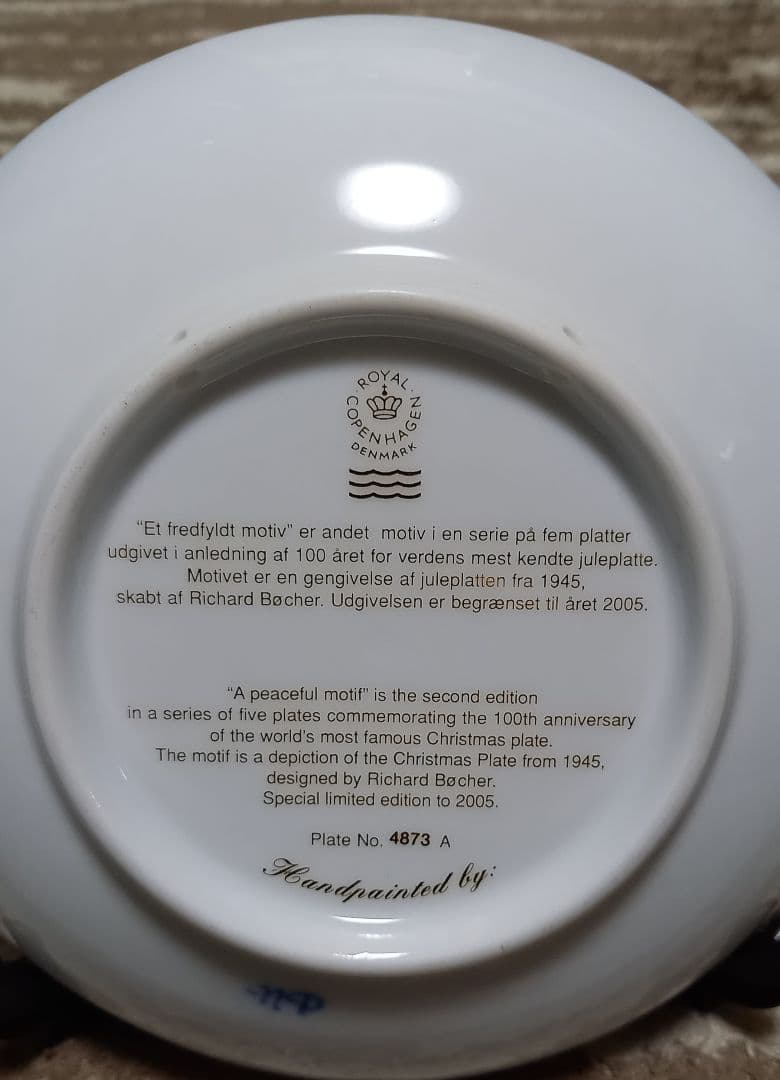 ROYAL
COPENHAGEN
DENMARK
"Et fredfyldt motiv" er andet motiv i en serie på fem platter
udgivet i anledning af 100 året for verdens mest kendte juleplatte.
Motivet er en gengivelse af juleplatten fra 1945,
skabt af Richard Bøcher. Udgivelsen er begrænset til året 2005.
"A peaceful motif" is the second edition
in a series of five plates commemorating the 100th anniversary
of the world's most famous Christmas plate.
The motif is a depiction of the Christmas Plate from 1945,
designed by Richard Bøcher.
Special limited edition to 2005.
Plate No. 4873 A
Handpainted by: